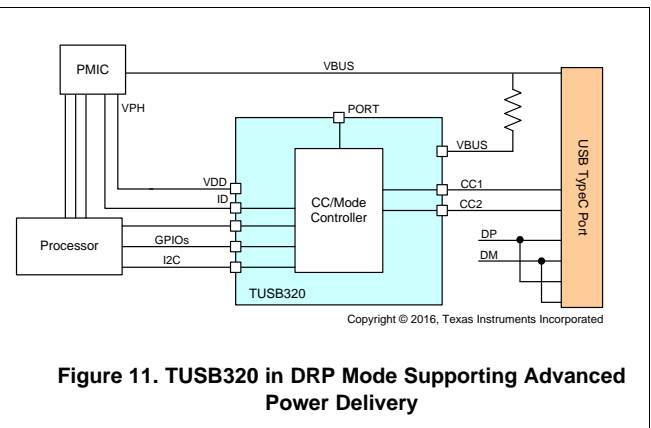 PMIC
VBUS
VPH
PORT
VBUS
VDD
ID
CC/Mode
Controller
CC1
CC2
USB TypeC Port
Processor
GPIOs
I2C
DP
DM
TUSB320
Copyright © 2016, Texas Instruments Incorporated
Figure 11. TUSB320 in DRP Mode Supporting Advanced
Power Delivery